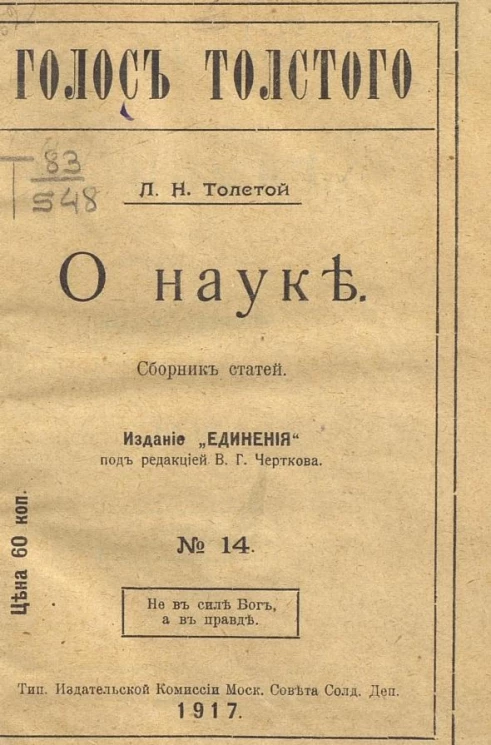 ГОЛОСЪ ТОЛСТОГО
83
548
Л. Н. Толстой
О наукѣ.
Сборникъ статей.
Изданіе „ЕДИНЕНІЯ“
подъ редакціей В. Г. Черткова.
Цѣна 60 коп.
№ 14.
Не въ силѣ Богъ,
а въ правдѣ.
Тип. Издательской Комиссіи Моск. Совѣта Солд. Деп.
1917.